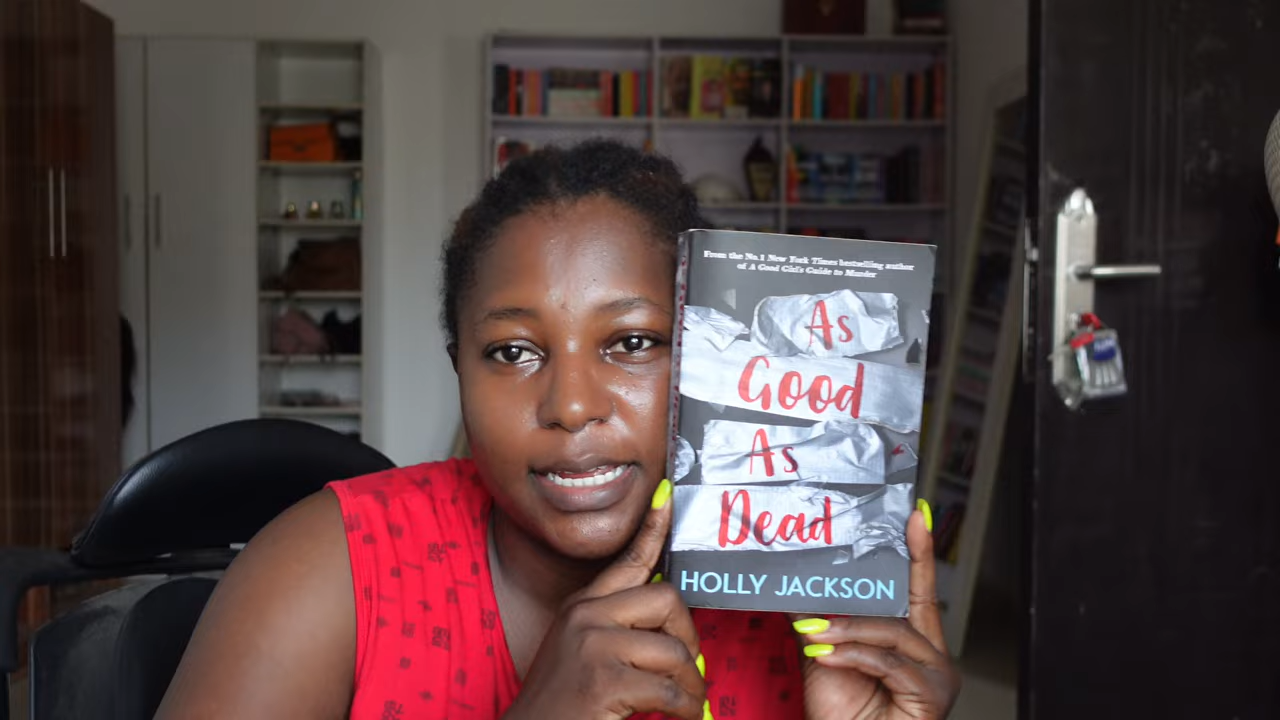 From the No.1 New York Times bestselling author
of A Good Girl's Guide to Murder
As
Good
As
Dead
HOLLY JACKSON